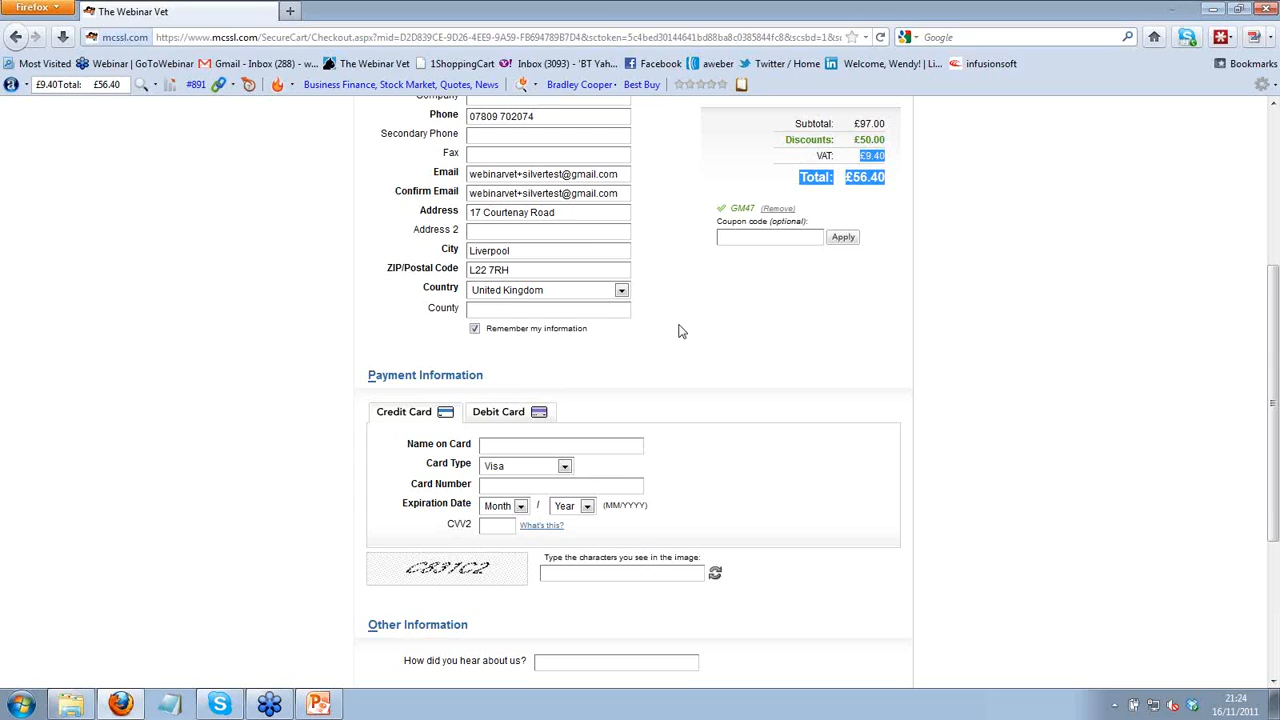 Firefox
The Webinar Vet
mcssl.com
https://www.mcssl.com/SecureCart/Checkout.aspx?mid=D2D839CE-9D26-4EE9-9A59-FB694789B7D4&sctoken=5c4bed30144641bd88ba8c0385844fc8&scsbd=1&su
Google
Most Visited
Webinar | GoToWebinar
Gmail - Inbox (288) - w...
The Webinar Vet
1ShoppingCart
Inbox (3093) - 'BT Yah...
Facebook
aweber
Twitter / Home
Welcome, Wendy! | Li...
infusionsoft
Bookmarks
£9.40Total: £56.40
#891
Business Finance, Stock Market, Quotes, News
Bradley Cooper
Best Buy
Company
Phone 07809 702074
Secondary Phone
Fax
Email webinarvet+silvertest@gmail.com
Confirm Email webinarvet+silvertest@gmail.com
Address 17 Courtenay Road
Address 2
City Liverpool
ZIP/Postal Code L22 7RH
Country United Kingdom
County
Remember my information
Subtotal: £97.00
Discounts: £50.00
VAT: £9.40
Total: £56.40
GM47 (Remove)
Coupon code (optional):
Apply
Payment Information
Credit Card
Debit Card
Name on Card
Card Type Visa
Card Number
Expiration Date Month / Year (MM/YYYY)
CVV2 What's this?
Type the characters you see in the image:
Other Information
How did you hear about us?
21:24
16/11/2011